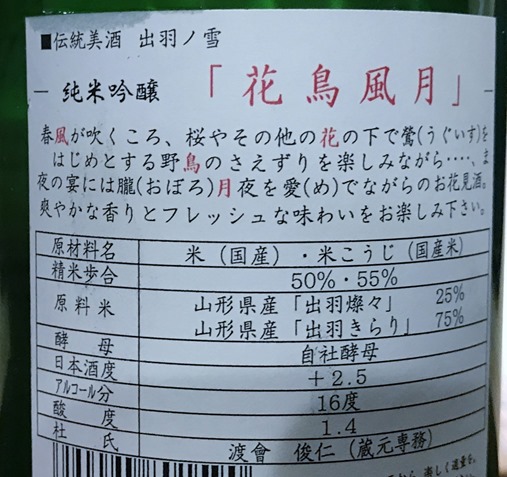 ■伝統美酒 出羽ノ雪
純米吟醸 「花鳥風月」
春風が吹くころ、桜やその他の花の下で鶯(うぐいす)を
はじめとする野鳥のさえずりを楽しみながら‥‥、ま
夜の宴には朧(おぼろ)月夜を愛(め)でながらのお花見酒。
爽やかな香りとフレッシュな味わいをお楽しみ下さい。
原材料名 米(国産)・米こうじ(国産米)
精米歩合 50%・55%
原料米 山形県産「出羽燦々」 25%
山形県産「出羽きらり」 75%
酵母 自社酵母
日本酒度 +2.5
アルコール分 16度
酸度 1.4
杜氏 渡會 俊仁(蔵元専務)
楽しく適量を。